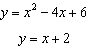 y = x² − 4x + 6
y = x + 2